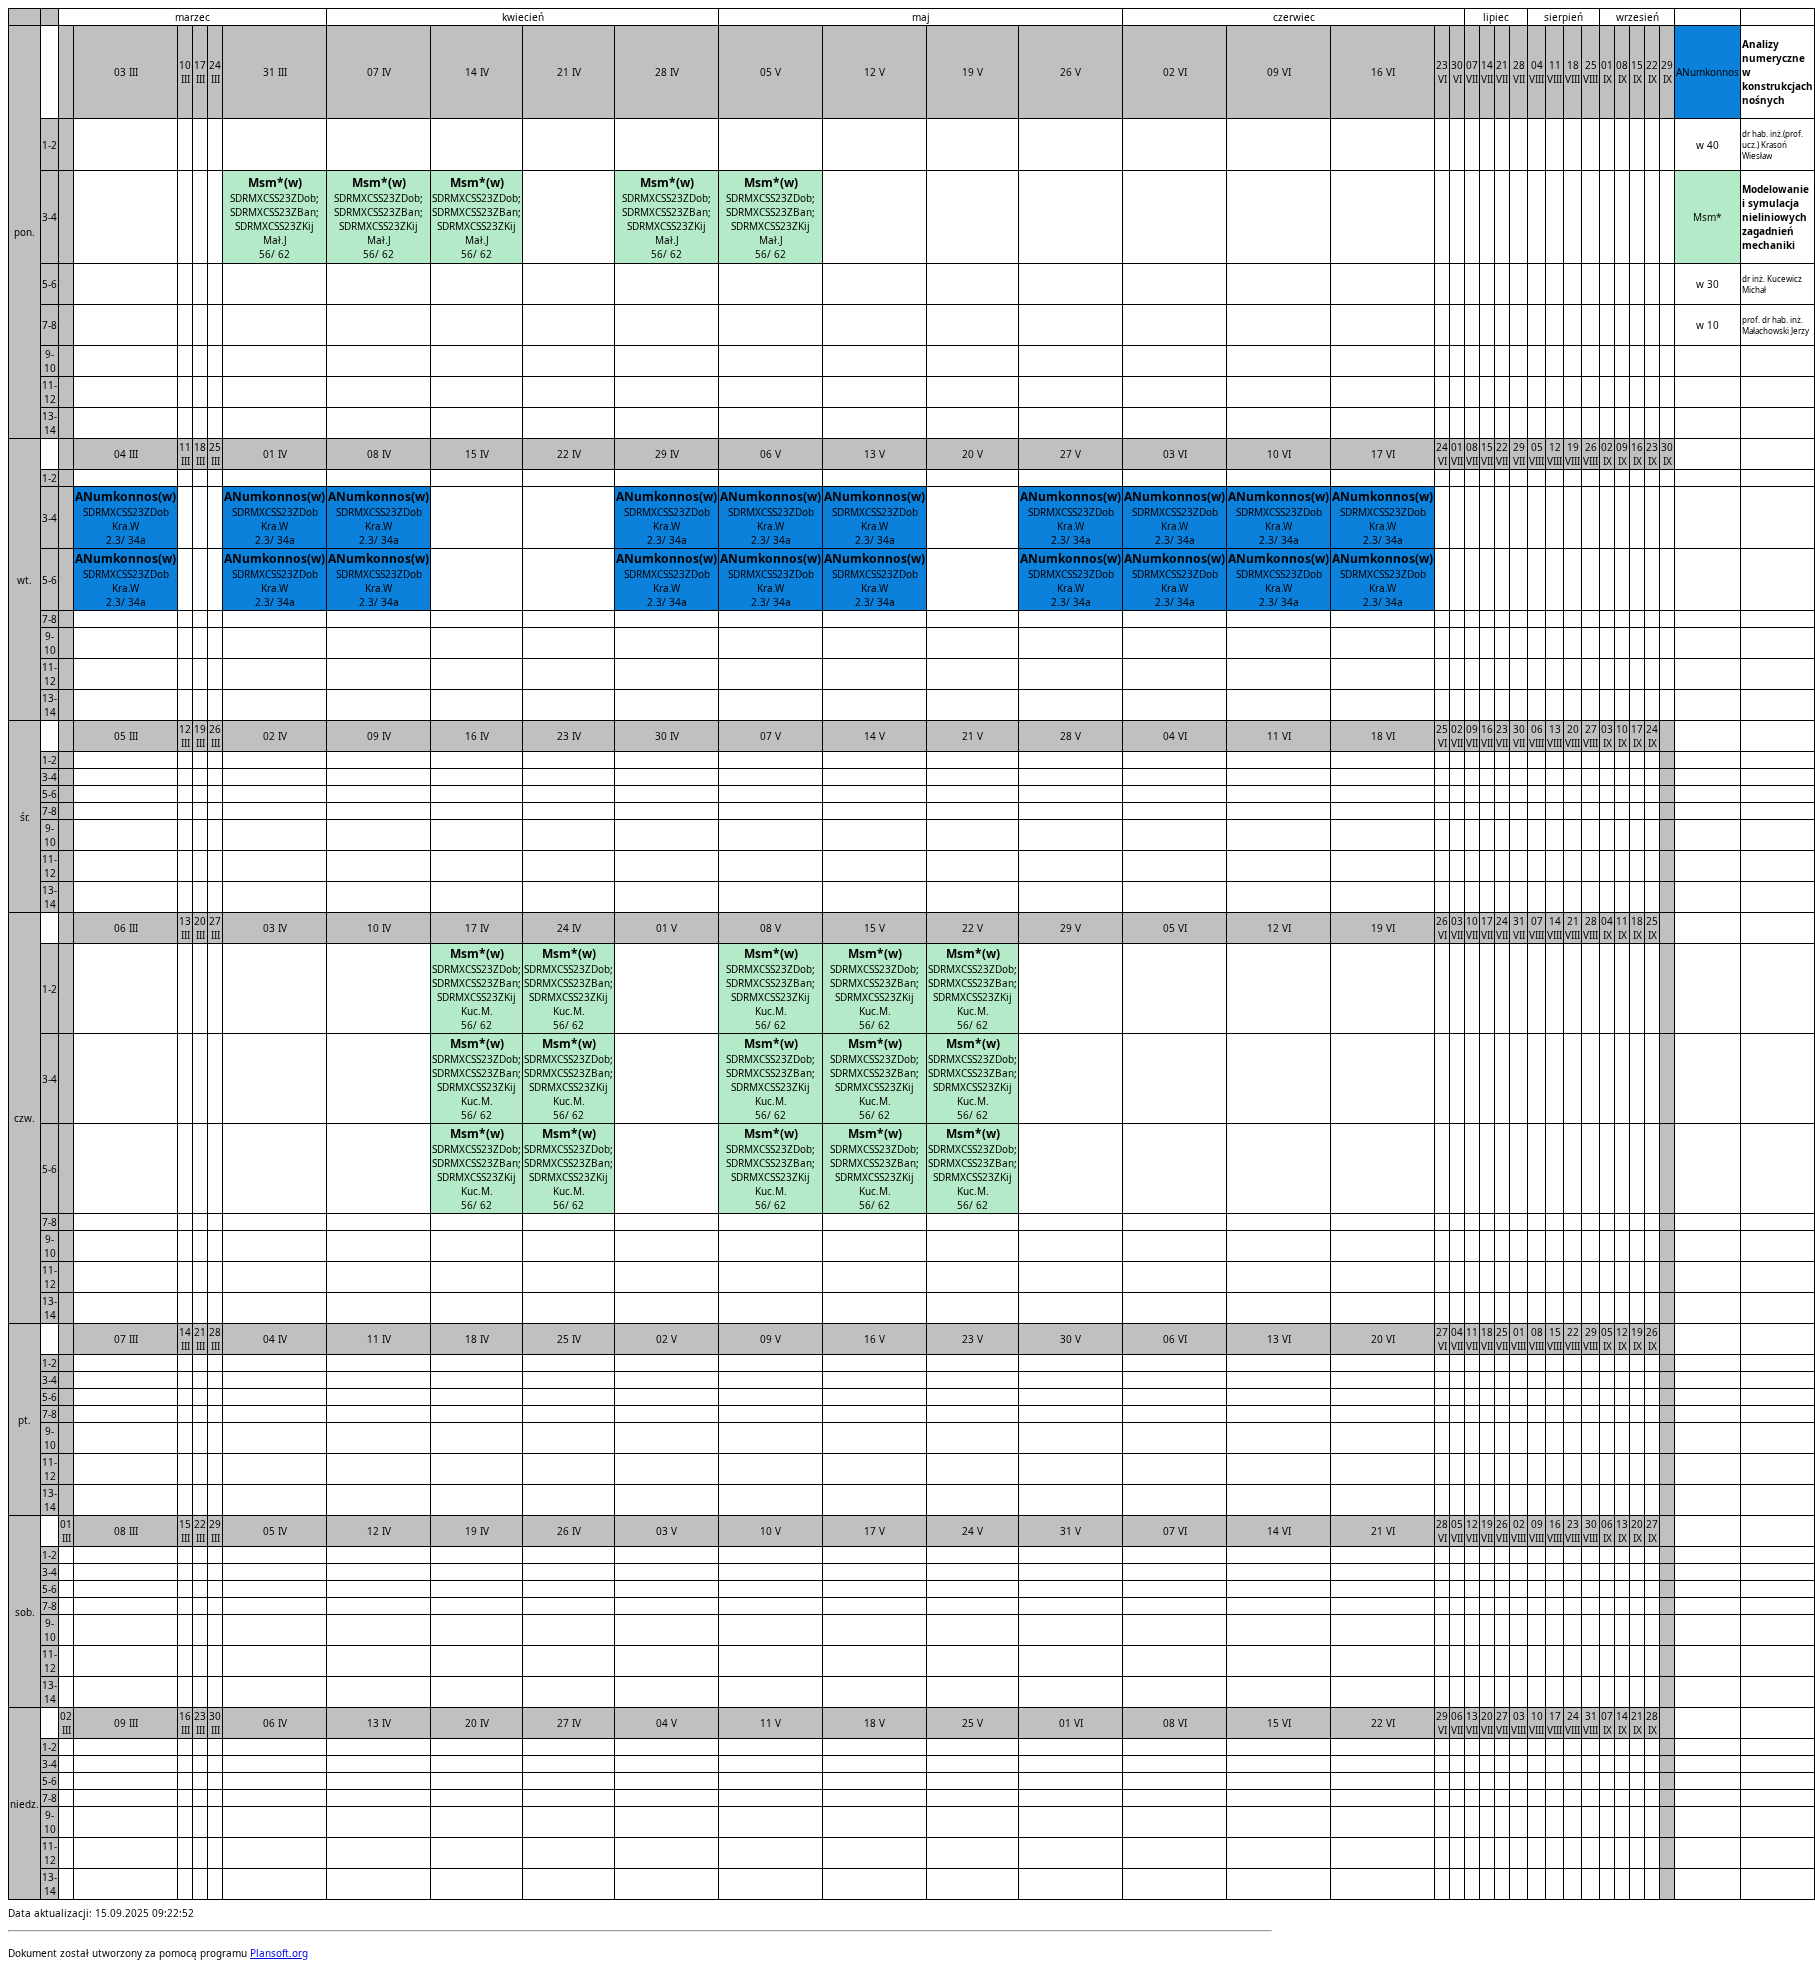 marzec kwiecień maj czerwiec lipiec sierpień wrzesień
pon. 03 III 10 III 17 III 24 III 31 III 07 IV 14 IV 21 IV 28 IV 05 V 12 V 19 V 26 V 02 VI 09 VI 16 VI 23 VI 30 VI 07 VII 14 VII 21 VII 28 VII 04 VIII 11 VIII 18 VIII 25 VIII 01 IX 08 IX 15 IX 22 IX 29 IX ANumkonnos Analizy numeryczne w konstrukcjach nośnych
1-2 w 40 dr hab. inż.(prof. ucz.) Krasoń Wiesław
3-4 Msm*(w) Msm*(w) Msm*(w) Msm*(w) Msm*(w) Msm* Modelowanie i symulacja nieliniowych zagadnień mechaniki
SDRMXCSS23ZDob; SDRMXCSS23ZDob; SDRMXCSS23ZDob; SDRMXCSS23ZDob; SDRMXCSS23ZDob;
SDRMXCSS23ZBan; SDRMXCSS23ZBan; SDRMXCSS23ZBan; SDRMXCSS23ZBan; SDRMXCSS23ZBan;
SDRMXCSS23ZKij SDRMXCSS23ZKij SDRMXCSS23ZKij SDRMXCSS23ZKij SDRMXCSS23ZKij
Mał.J Mał.J Mał.J Mał.J Mał.J
56/ 62 56/ 62 56/ 62 56/ 62 56/ 62
5-6 w 30 dr inż. Kucewicz Michał
7-8 w 10 prof. dr hab. inż. Małachowski Jerzy
9-10
11-12
13-14
wt. 04 III 11 III 18 III 25 III 01 IV 08 IV 15 IV 22 IV 29 IV 06 V 13 V 20 V 27 V 03 VI 10 VI 17 VI 24 VI 01 VII 08 VII 15 VII 22 VII 29 VII 05 VIII 12 VIII 19 VIII 26 VIII 02 IX 09 IX 16 IX 23 IX 30 IX
1-2
3-4 ANumkonnos(w) ANumkonnos(w) ANumkonnos(w) ANumkonnos(w) ANumkonnos(w) ANumkonnos(w) ANumkonnos(w) ANumkonnos(w) ANumkonnos(w) ANumkonnos(w)
SDRMXCSS23ZDob SDRMXCSS23ZDob SDRMXCSS23ZDob SDRMXCSS23ZDob SDRMXCSS23ZDob SDRMXCSS23ZDob SDRMXCSS23ZDob SDRMXCSS23ZDob SDRMXCSS23ZDob SDRMXCSS23ZDob
Kra.W Kra.W Kra.W Kra.W Kra.W Kra.W Kra.W Kra.W Kra.W Kra.W
2.3/ 34a 2.3/ 34a 2.3/ 34a 2.3/ 34a 2.3/ 34a 2.3/ 34a 2.3/ 34a 2.3/ 34a 2.3/ 34a 2.3/ 34a
5-6 ANumkonnos(w) ANumkonnos(w) ANumkonnos(w) ANumkonnos(w) ANumkonnos(w) ANumkonnos(w) ANumkonnos(w) ANumkonnos(w) ANumkonnos(w) ANumkonnos(w)
SDRMXCSS23ZDob SDRMXCSS23ZDob SDRMXCSS23ZDob SDRMXCSS23ZDob SDRMXCSS23ZDob SDRMXCSS23ZDob SDRMXCSS23ZDob SDRMXCSS23ZDob SDRMXCSS23ZDob SDRMXCSS23ZDob
Kra.W Kra.W Kra.W Kra.W Kra.W Kra.W Kra.W Kra.W Kra.W Kra.W
2.3/ 34a 2.3/ 34a 2.3/ 34a 2.3/ 34a 2.3/ 34a 2.3/ 34a 2.3/ 34a 2.3/ 34a 2.3/ 34a 2.3/ 34a
7-8
9-10
11-12
13-14
śr. 05 III 12 III 19 III 26 III 02 IV 09 IV 16 IV 23 IV 30 IV 07 V 14 V 21 V 28 V 04 VI 11 VI 18 VI 25 VI 02 VII 09 VII 16 VII 23 VII 30 VII 06 VIII 13 VIII 20 VIII 27 VIII 03 IX 10 IX 17 IX 24 IX
1-2
3-4
5-6
7-8
9-10
11-12
13-14
czw. 06 III 13 III 20 III 27 III 03 IV 10 IV 17 IV 24 IV 01 V 08 V 15 V 22 V 29 V 05 VI 12 VI 19 VI 26 VI 03 VII 10 VII 17 VII 24 VII 31 VII 07 VIII 14 VIII 21 VIII 28 VIII 04 IX 11 IX 18 IX 25 IX
1-2 Msm*(w) Msm*(w) Msm*(w) Msm*(w) Msm*(w)
SDRMXCSS23ZDob; SDRMXCSS23ZDob; SDRMXCSS23ZDob; SDRMXCSS23ZDob; SDRMXCSS23ZDob;
SDRMXCSS23ZBan; SDRMXCSS23ZBan; SDRMXCSS23ZBan; SDRMXCSS23ZBan; SDRMXCSS23ZBan;
SDRMXCSS23ZKij SDRMXCSS23ZKij SDRMXCSS23ZKij SDRMXCSS23ZKij SDRMXCSS23ZKij
Kuc.M. Kuc.M. Kuc.M. Kuc.M. Kuc.M.
56/ 62 56/ 62 56/ 62 56/ 62 56/ 62
3-4 Msm*(w) Msm*(w) Msm*(w) Msm*(w) Msm*(w)
SDRMXCSS23ZDob; SDRMXCSS23ZDob; SDRMXCSS23ZDob; SDRMXCSS23ZDob; SDRMXCSS23ZDob;
SDRMXCSS23ZBan; SDRMXCSS23ZBan; SDRMXCSS23ZBan; SDRMXCSS23ZBan; SDRMXCSS23ZBan;
SDRMXCSS23ZKij SDRMXCSS23ZKij SDRMXCSS23ZKij SDRMXCSS23ZKij SDRMXCSS23ZKij
Kuc.M. Kuc.M. Kuc.M. Kuc.M. Kuc.M.
56/ 62 56/ 62 56/ 62 56/ 62 56/ 62
5-6 Msm*(w) Msm*(w) Msm*(w) Msm*(w) Msm*(w)
SDRMXCSS23ZDob; SDRMXCSS23ZDob; SDRMXCSS23ZDob; SDRMXCSS23ZDob; SDRMXCSS23ZDob;
SDRMXCSS23ZBan; SDRMXCSS23ZBan; SDRMXCSS23ZBan; SDRMXCSS23ZBan; SDRMXCSS23ZBan;
SDRMXCSS23ZKij SDRMXCSS23ZKij SDRMXCSS23ZKij SDRMXCSS23ZKij SDRMXCSS23ZKij
Kuc.M. Kuc.M. Kuc.M. Kuc.M. Kuc.M.
56/ 62 56/ 62 56/ 62 56/ 62 56/ 62
7-8
9-10
11-12
13-14
pt. 07 III 14 III 21 III 28 III 04 IV 11 IV 18 IV 25 IV 02 V 09 V 16 V 23 V 30 V 06 VI 13 VI 20 VI 27 VI 04 VII 11 VII 18 VII 25 VII 01 VIII 08 VIII 15 VIII 22 VIII 29 VIII 05 IX 12 IX 19 IX 26 IX
1-2
3-4
5-6
7-8
9-10
11-12
13-14
sob. 01 III 08 III 15 III 22 III 29 III 05 IV 12 IV 19 IV 26 IV 03 V 10 V 17 V 24 V 31 V 07 VI 14 VI 21 VI 28 VI 05 VII 12 VII 19 VII 26 VII 02 VIII 09 VIII 16 VIII 23 VIII 30 VIII 06 IX 13 IX 20 IX 27 IX
1-2
3-4
5-6
7-8
9-10
11-12
13-14
niedz. 02 III 09 III 16 III 23 III 30 III 06 IV 13 IV 20 IV 27 IV 04 V 11 V 18 V 25 V 01 VI 08 VI 15 VI 22 VI 29 VI 06 VII 13 VII 20 VII 27 VII 03 VIII 10 VIII 17 VIII 24 VIII 31 VIII 07 IX 14 IX 21 IX 28 IX
1-2
3-4
5-6
7-8
9-10
11-12
13-14
Data aktualizacji: 15.09.2025 09:22:52
Dokument został utworzony za pomocą programu Plansoft.org